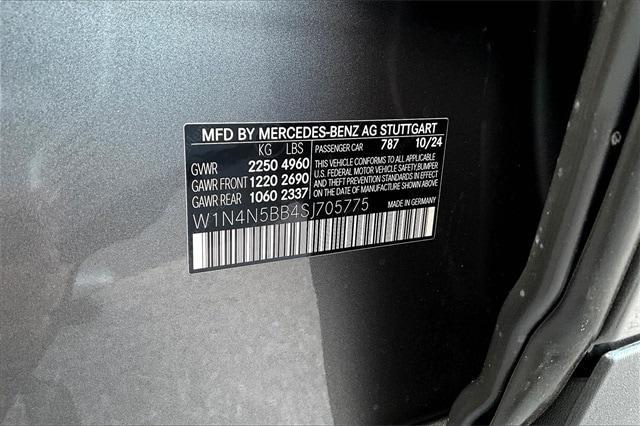 MFD BY MERCEDES-BENZ AG STUTTGART
KG LBS PASSENGER CAR 787 10/24
GVWR 2250 4960
GAWR FRONT 1220 2690
GAWR REAR 1060 2337
THIS VEHICLE CONFORMS TO ALL APPLICABLE
U.S. FEDERAL MOTOR VEHICLE SAFETY,BUMPER
AND THEFT PREVENTION STANDARDS IN EFFECT
ON THE DATE OF MANUFACTURE SHOWN ABOVE.
W1N4N5BB4SJ705775
MADE IN GERMANY